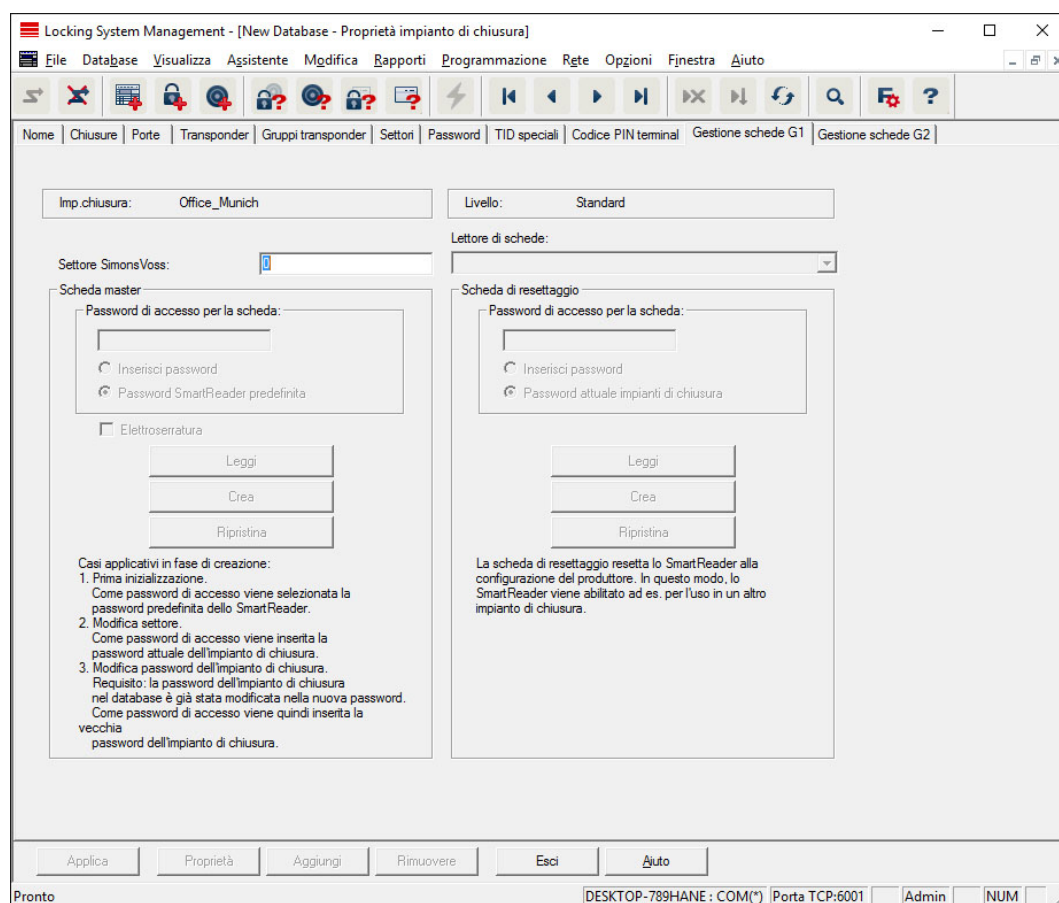 Locking System Management - [New Database - Proprietà impianto di chiusura]
File Database Visualizza Assistente Modifica Rapporti Programmazione Rete Opzioni Finestra Aiuto
Nome Chiusure Porte Transponder Gruppi transponder Settori Password TID speciali Codice PIN terminal Gestione schede G1 Gestione schede G2
Imp.chiusura: Office_Munich
Livello: Standard
Lettore di schede:
Settore SimonsVoss: 0
Scheda master
Password di accesso per la scheda:
Inserisci password
Password SmartReader predefinita
Elettroserratura
Leggi
Crea
Ripristina
Casi applicativi in fase di creazione:
1. Prima inizializzazione.
Come password di accesso viene selezionata la
password predefinita dello SmartReader.
2. Modifica settore.
Come password di accesso viene inserita la
password attuale dell'impianto di chiusura.
3. Modifica password dell'impianto di chiusura.
Requisito: la password dell'impianto di chiusura
nel database è già stata modificata nella nuova password.
Come password di accesso viene quindi inserita la
vecchia
password dell'impianto di chiusura.
Scheda di resettaggio
Password di accesso per la scheda:
Inserisci password
Password attuale impianti di chiusura
Leggi
Crea
Ripristina
La scheda di resettaggio resetta lo SmartReader alla
configurazione del produttore. In questo modo, lo
SmartReader viene abilitato ad es. per l'uso in un altro
impianto di chiusura.
Applica Proprietà Aggiungi Rimuovere Esci Aiuto
Pronto DESKTOP-789HANE : COM(*) Porta TCP:6001 Admin NUM